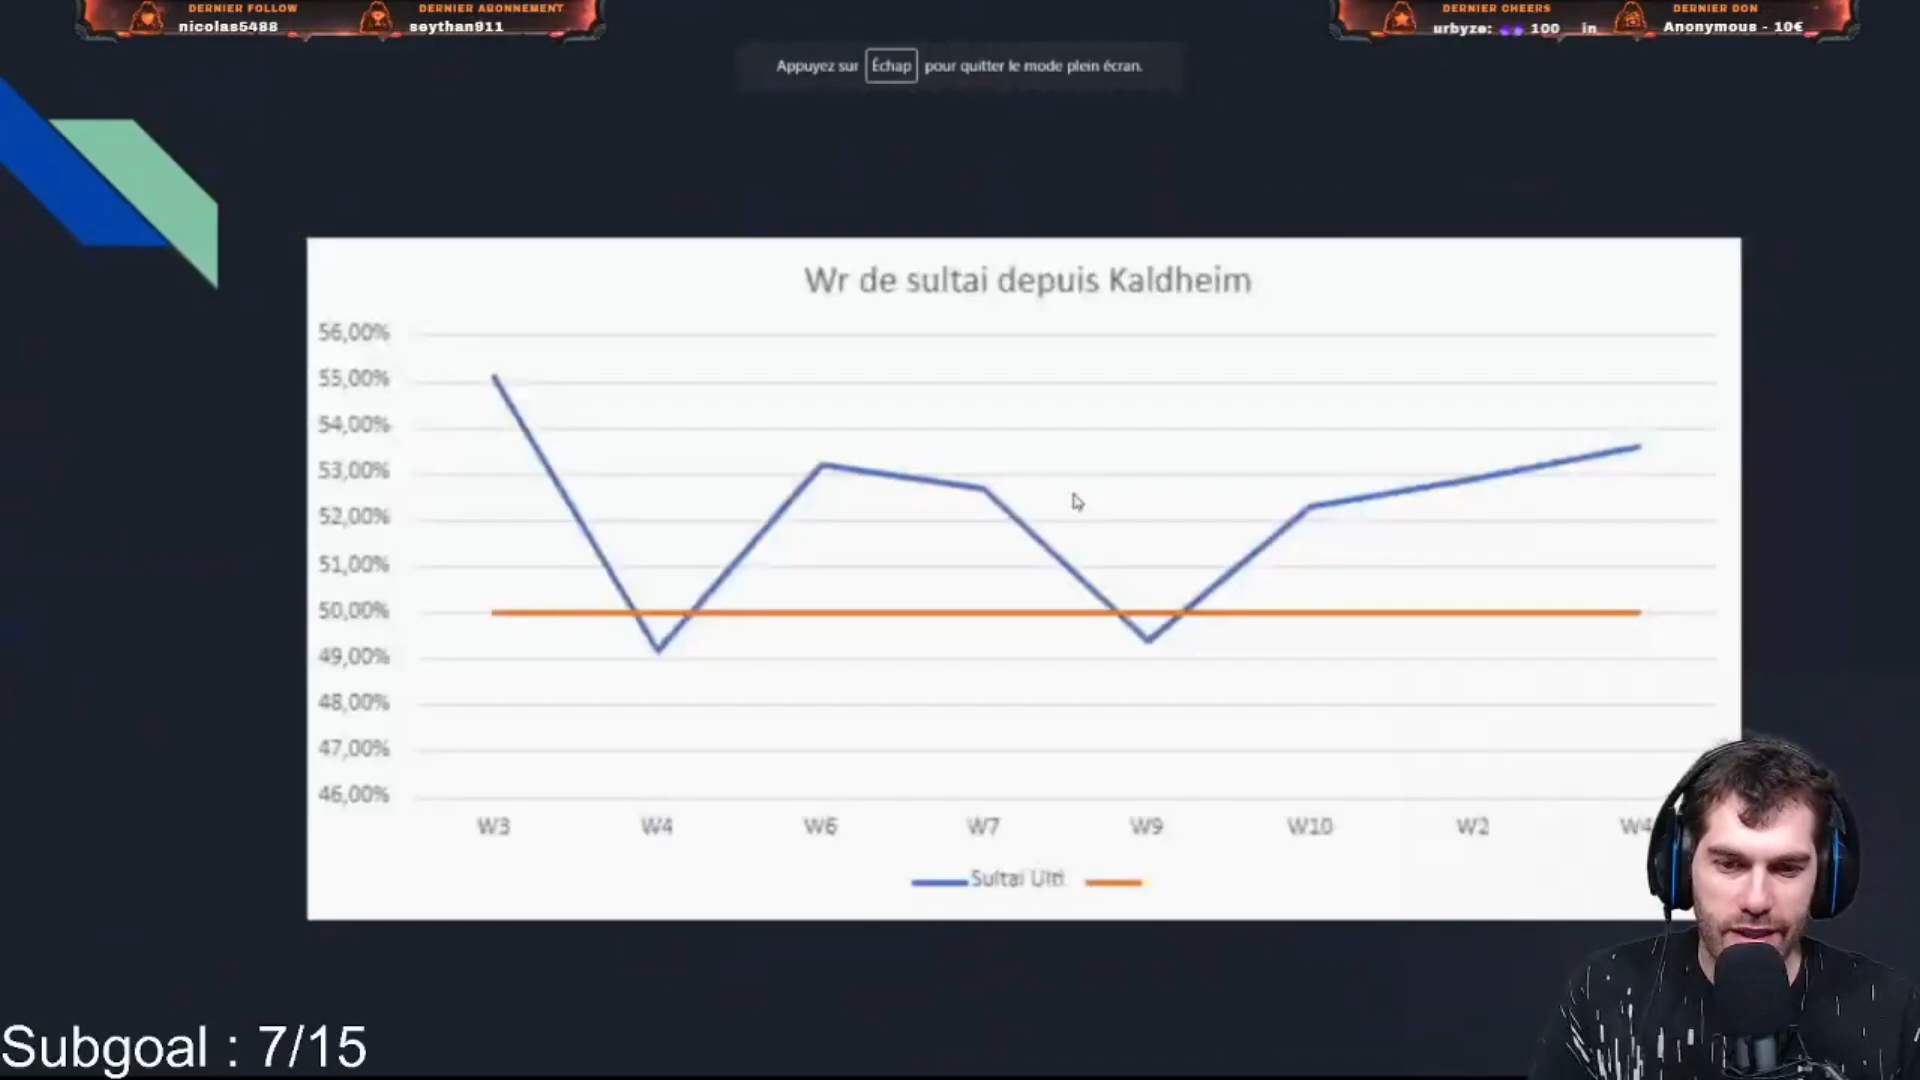 DERNIER FOLLOW
nicolas5488
DERNIER ABONNEMENT
seythan911
DERNIER CHEERS
urbyze: 100 in
DERNIER DON
Anonymous - 10€
Appuyez sur Échap pour quitter le mode plein écran.
Wr de sultai depuis Kaldheim
56,00%
55,00%
54,00%
53,00%
52,00%
51,00%
50,00%
49,00%
48,00%
47,00%
46,00%
W3 W4 W6 W7 W9 W10 W2 W4
Sultai Ulti
Subgoal : 7/15